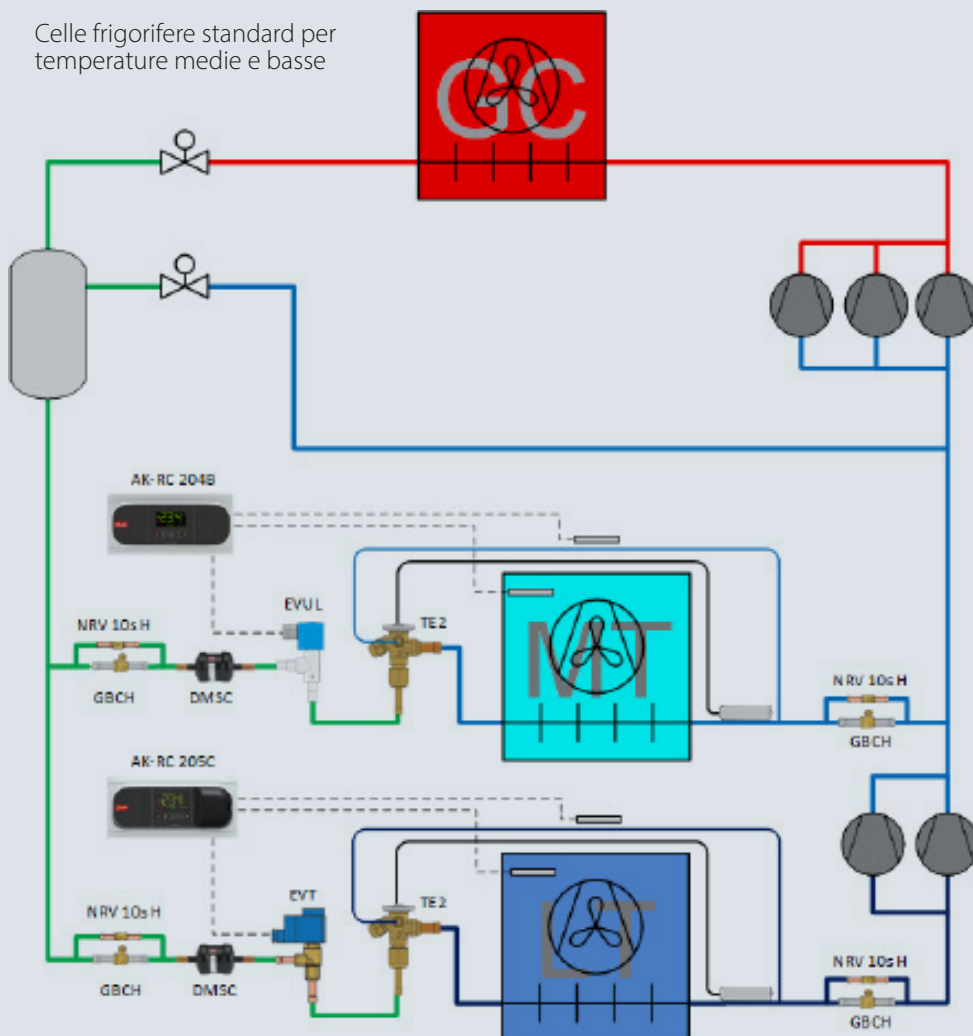 Celle frigorifere standard per
temperature medie e basse
GC
AK-RC 204B
EVUL
TE2
NRV 10s H
GBCH
DMSC
MT
NRV 10s H
GBCH
AK-RC 205C
EVT
TE2
NRV 10s H
GBCH
DMSC
LT
NRV 10s H
GBCH